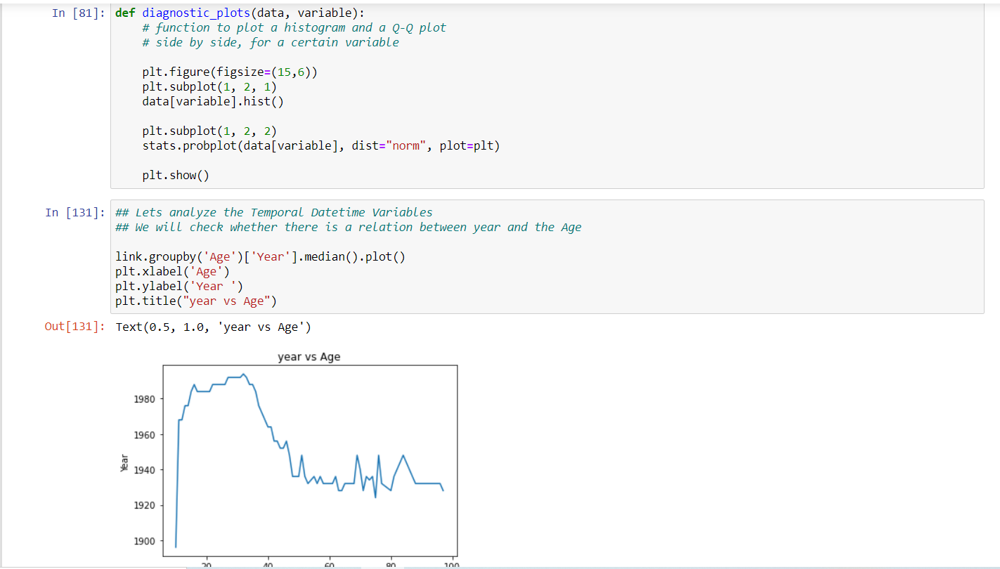 In [81]: def diagnostic_plots(data, variable):
# function to plot a histogram and a Q-Q plot
# side by side, for a certain variable
plt.figure(figsize=(15,6))
plt.subplot(1, 2, 1)
data[variable].hist()
plt.subplot(1, 2, 2)
stats.probplot(data[variable], dist="norm", plot=plt)
plt.show()
In [131]: ## Lets analyze the Temporal Datetime Variables
## We will check whether there is a relation between year and the Age
link.groupby('Age')['Year'].median().plot()
plt.xlabel('Age')
plt.ylabel('Year ')
plt.title("year vs Age")
Out[131]: Text(0.5, 1.0, 'year vs Age')
year vs Age
1980
1960
Year
1940
1920
1900
20 40 60 80 100